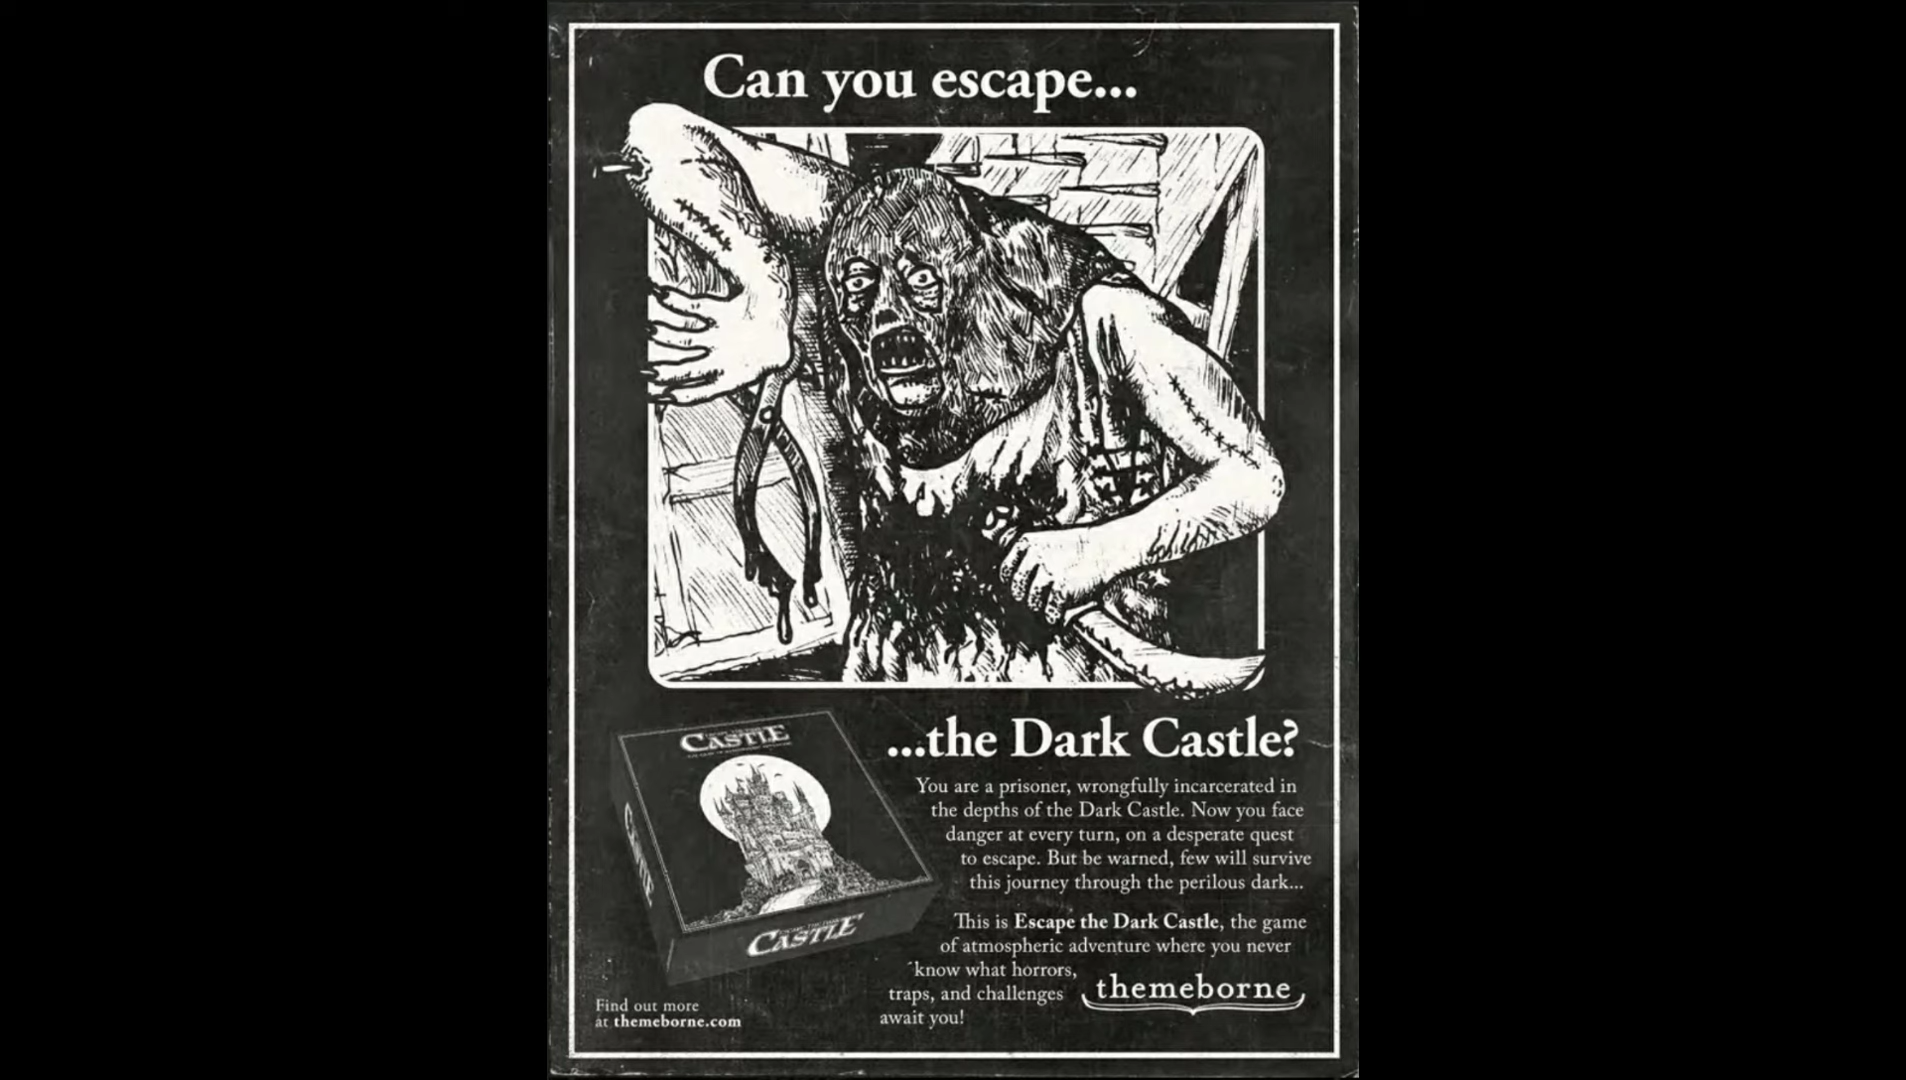 Can you escape...
...the Dark Castle?
You are a prisoner, wrongfully incarcerated in
the depths of the Dark Castle. Now you face
danger at every turn, on a desperate quest
to escape. But be warned, few will survive
this journey through the perilous dark...
This is Escape the Dark Castle, the game
of atmospheric adventure where you never
know what horrors,
traps, and challenges
await you!
themeborne
CASTLE
CASTLE
CASTLE
Find out more
at themeborne.com